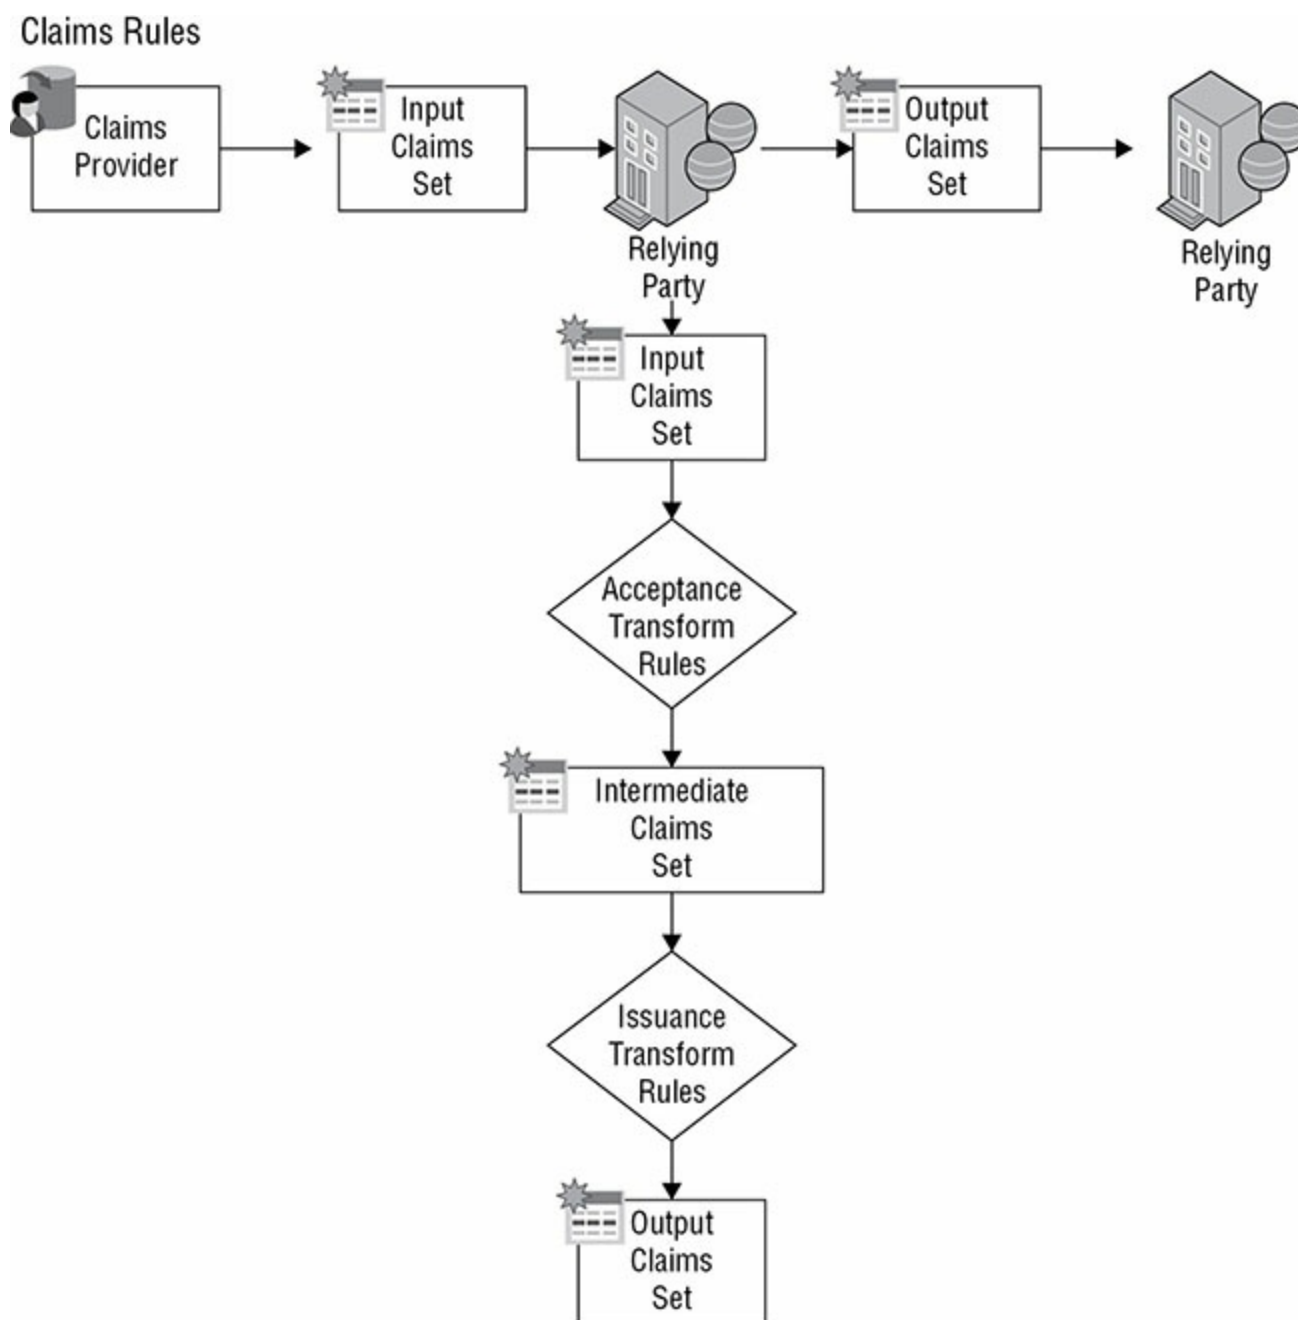 Claims Rules
Claims
Provider
Input
Claims
Set
Output
Claims
Set
Relying
Party
Relying
Party
Input
Claims
Set
Acceptance
Transform
Rules
Intermediate
Claims
Set
Issuance
Transform
Rules
Output
Claims
Set